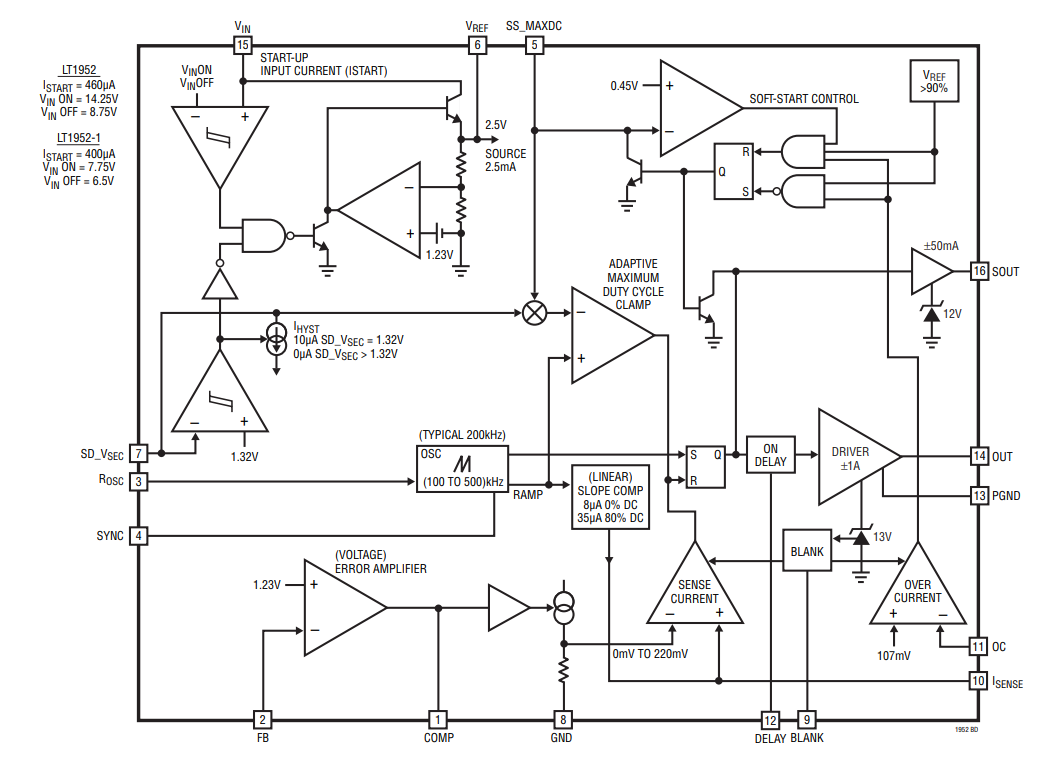 VIN
15
VREF
6
SS_MAXDC
5
LT1952
ISTART = 460µA
VIN ON = 14.25V
VIN OFF = 8.75V
LT1952-1
ISTART = 400µA
VIN ON = 7.75V
VIN OFF = 6.5V
START-UP
INPUT CURRENT (ISTART)
VINON
VINOFF
– +
2.5V
SOURCE
2.5mA
–
+
1.23V
0.45V
+
–
SOFT-START CONTROL
VREF
>90%
R
Q
S
±50mA
16 SOUT
12V
ADAPTIVE
MAXIMUM
DUTY CYCLE
CLAMP
–
+
IHYST
10µA SD_VSEC = 1.32V
0µA SD_VSEC > 1.32V
– +
1.32V
SD_VSEC 7
ROSC 3
SYNC 4
(TYPICAL 200kHz)
OSC
(100 TO 500)kHz
RAMP
(LINEAR)
SLOPE COMP
8µA 0% DC
35µA 80% DC
S Q
R
ON
DELAY
DRIVER
±1A
14 OUT
13 PGND
13V
BLANK
(VOLTAGE)
ERROR AMPLIFIER
1.23V
+
–
SENSE
CURRENT
– +
0mV TO 220mV
OVER
CURRENT
+ –
107mV
11 OC
10 ISENSE
2
FB
1
COMP
8
GND
12
DELAY
9
BLANK
1952 BD